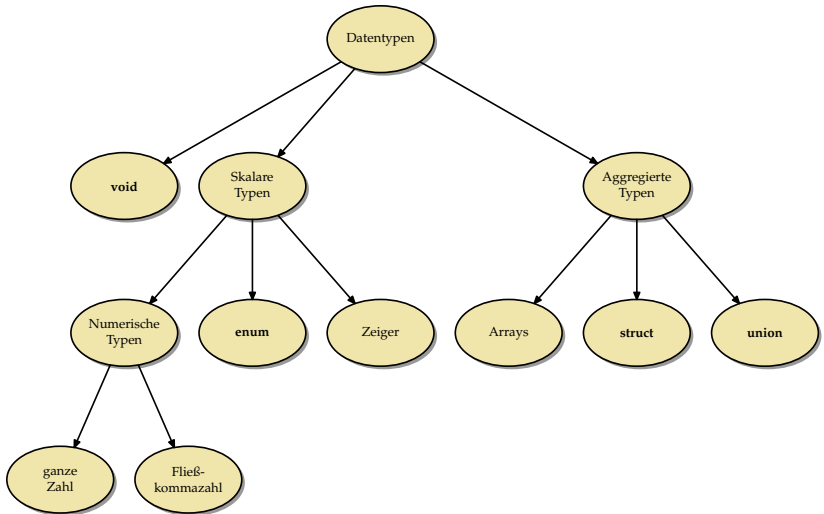 Datentypen
void
Skalare
Typen
Aggregierte
Typen
Numerische
Typen
enum
Zeiger
Arrays
struct
union
ganze
Zahl
Fließ-
kommazahl